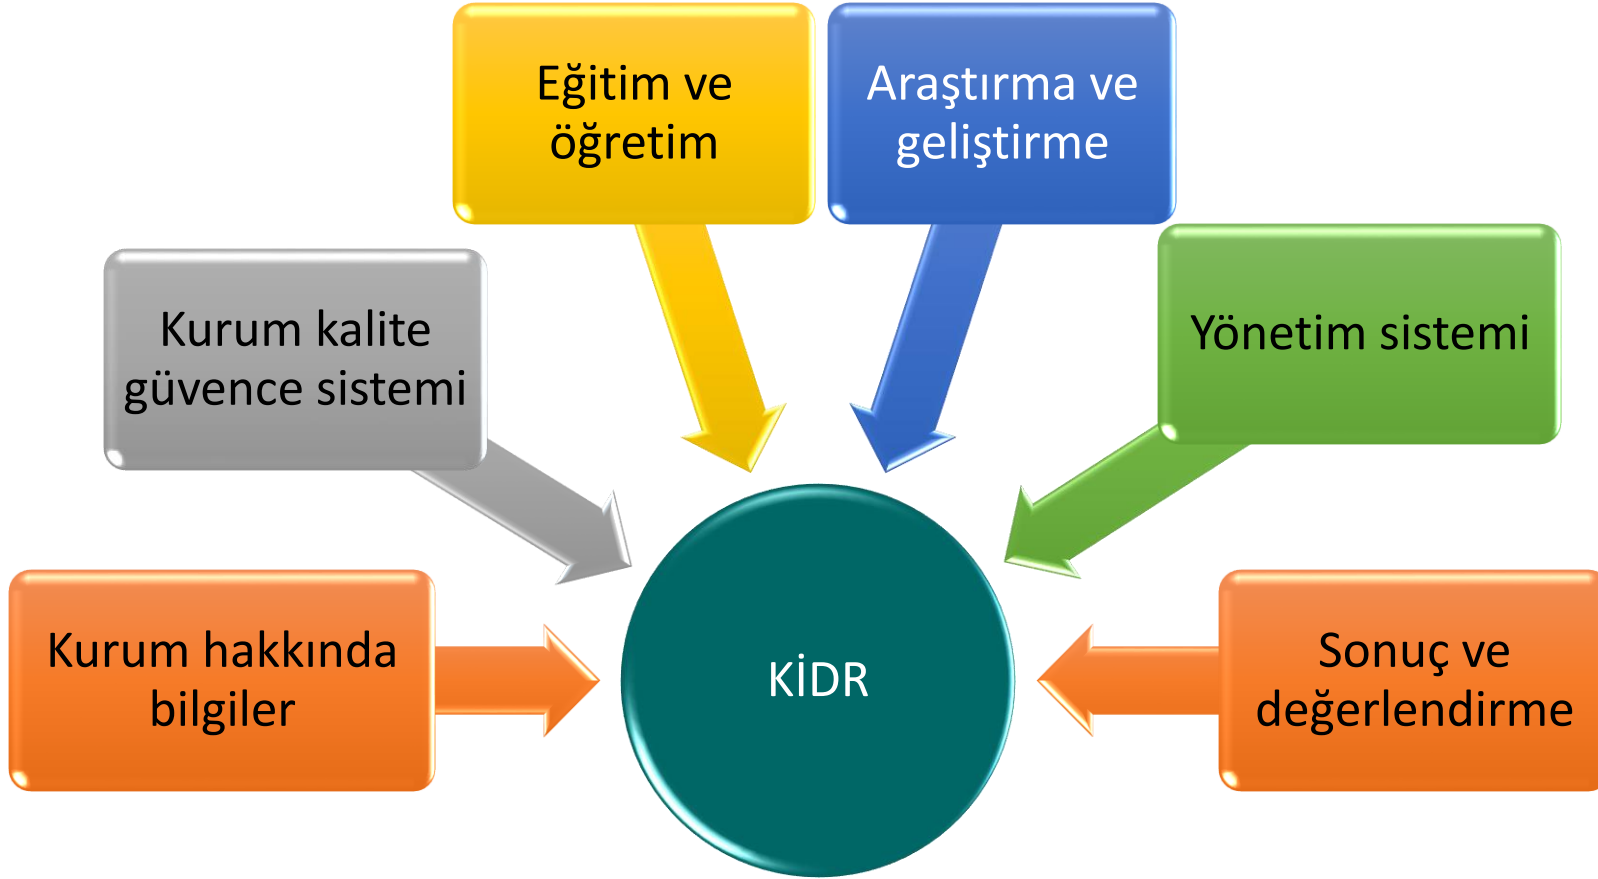 Eğitim ve
öğretim
Araştırma ve
geliştirme
Kurum kalite
güvence sistemi
Yönetim sistemi
Kurum hakkında
bilgiler
KİDR
Sonuç ve
değerlendirme